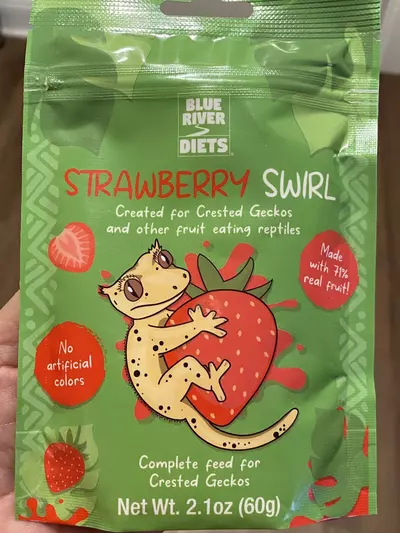 BLUE
RIVER
DIETS
STRAWBERRY SWIRL
Created for Crested Geckos
and other fruit eating reptiles
Made
with 71%
real fruit!
No
artificial
colors
Complete feed for
Crested Geckos
Net Wt. 2.1oz (60g)